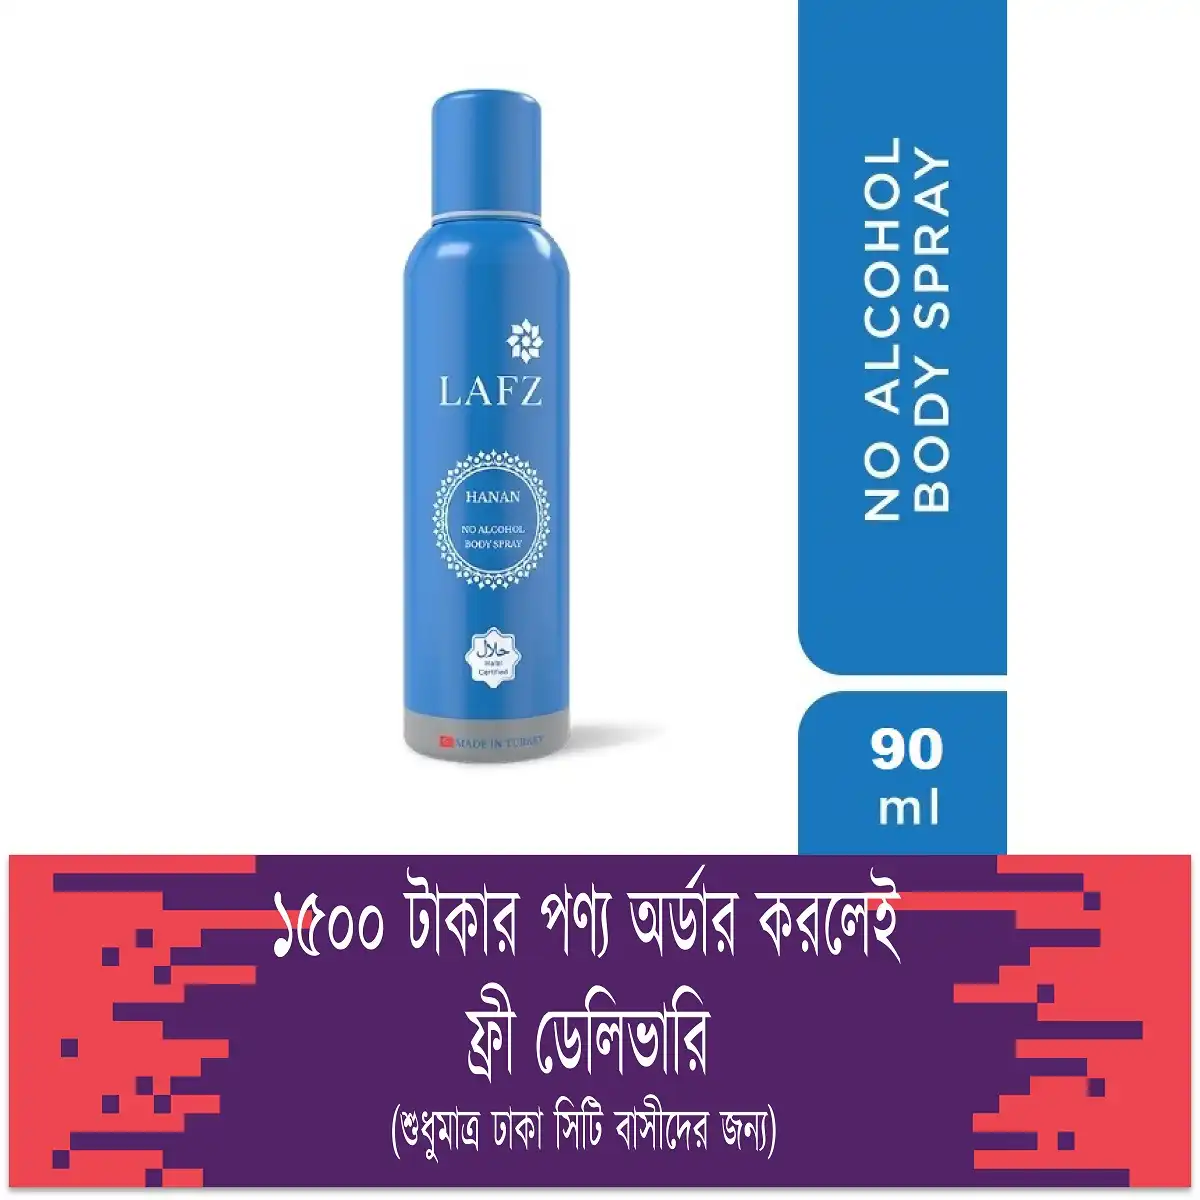 LAFZ
HANAN
NO ALCOHOL
BODY SPRAY
حلال
Halal
Certified
MADE IN TURKEY
NO ALCOHOL
BODY SPRAY
90
ml
১৫০০ টাকার পণ্য অর্ডার করলেই
ফ্রী ডেলিভারি
(শুধুমাত্র ঢাকা সিটি বাসীদের জন্য)